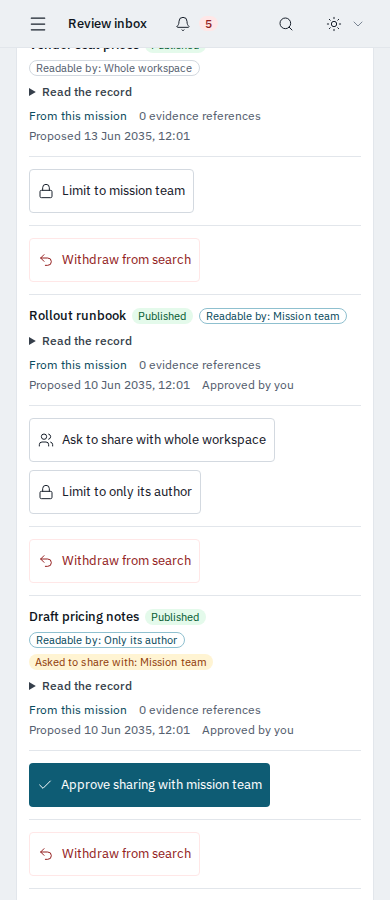 Review inbox
5
Readable by: Whole workspace
Read the record
From this mission 0 evidence references
Proposed 13 Jun 2035, 12:01
Limit to mission team
Withdraw from search
Rollout runbook Published Readable by: Mission team
Read the record
From this mission 0 evidence references
Proposed 10 Jun 2035, 12:01 Approved by you
Ask to share with whole workspace
Limit to only its author
Withdraw from search
Draft pricing notes Published
Readable by: Only its author
Asked to share with: Mission team
Read the record
From this mission 0 evidence references
Proposed 10 Jun 2035, 12:01 Approved by you
Approve sharing with mission team
Withdraw from search